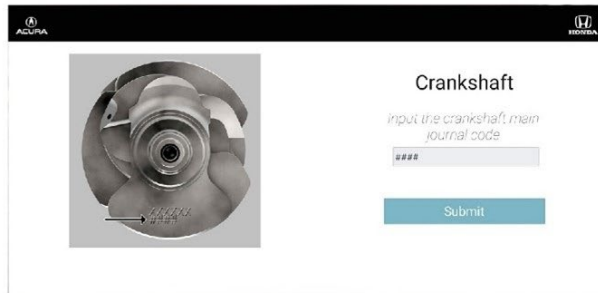 ACURA
HONDA
Crankshaft
Input the crankshaft main
journal code
####
Submit